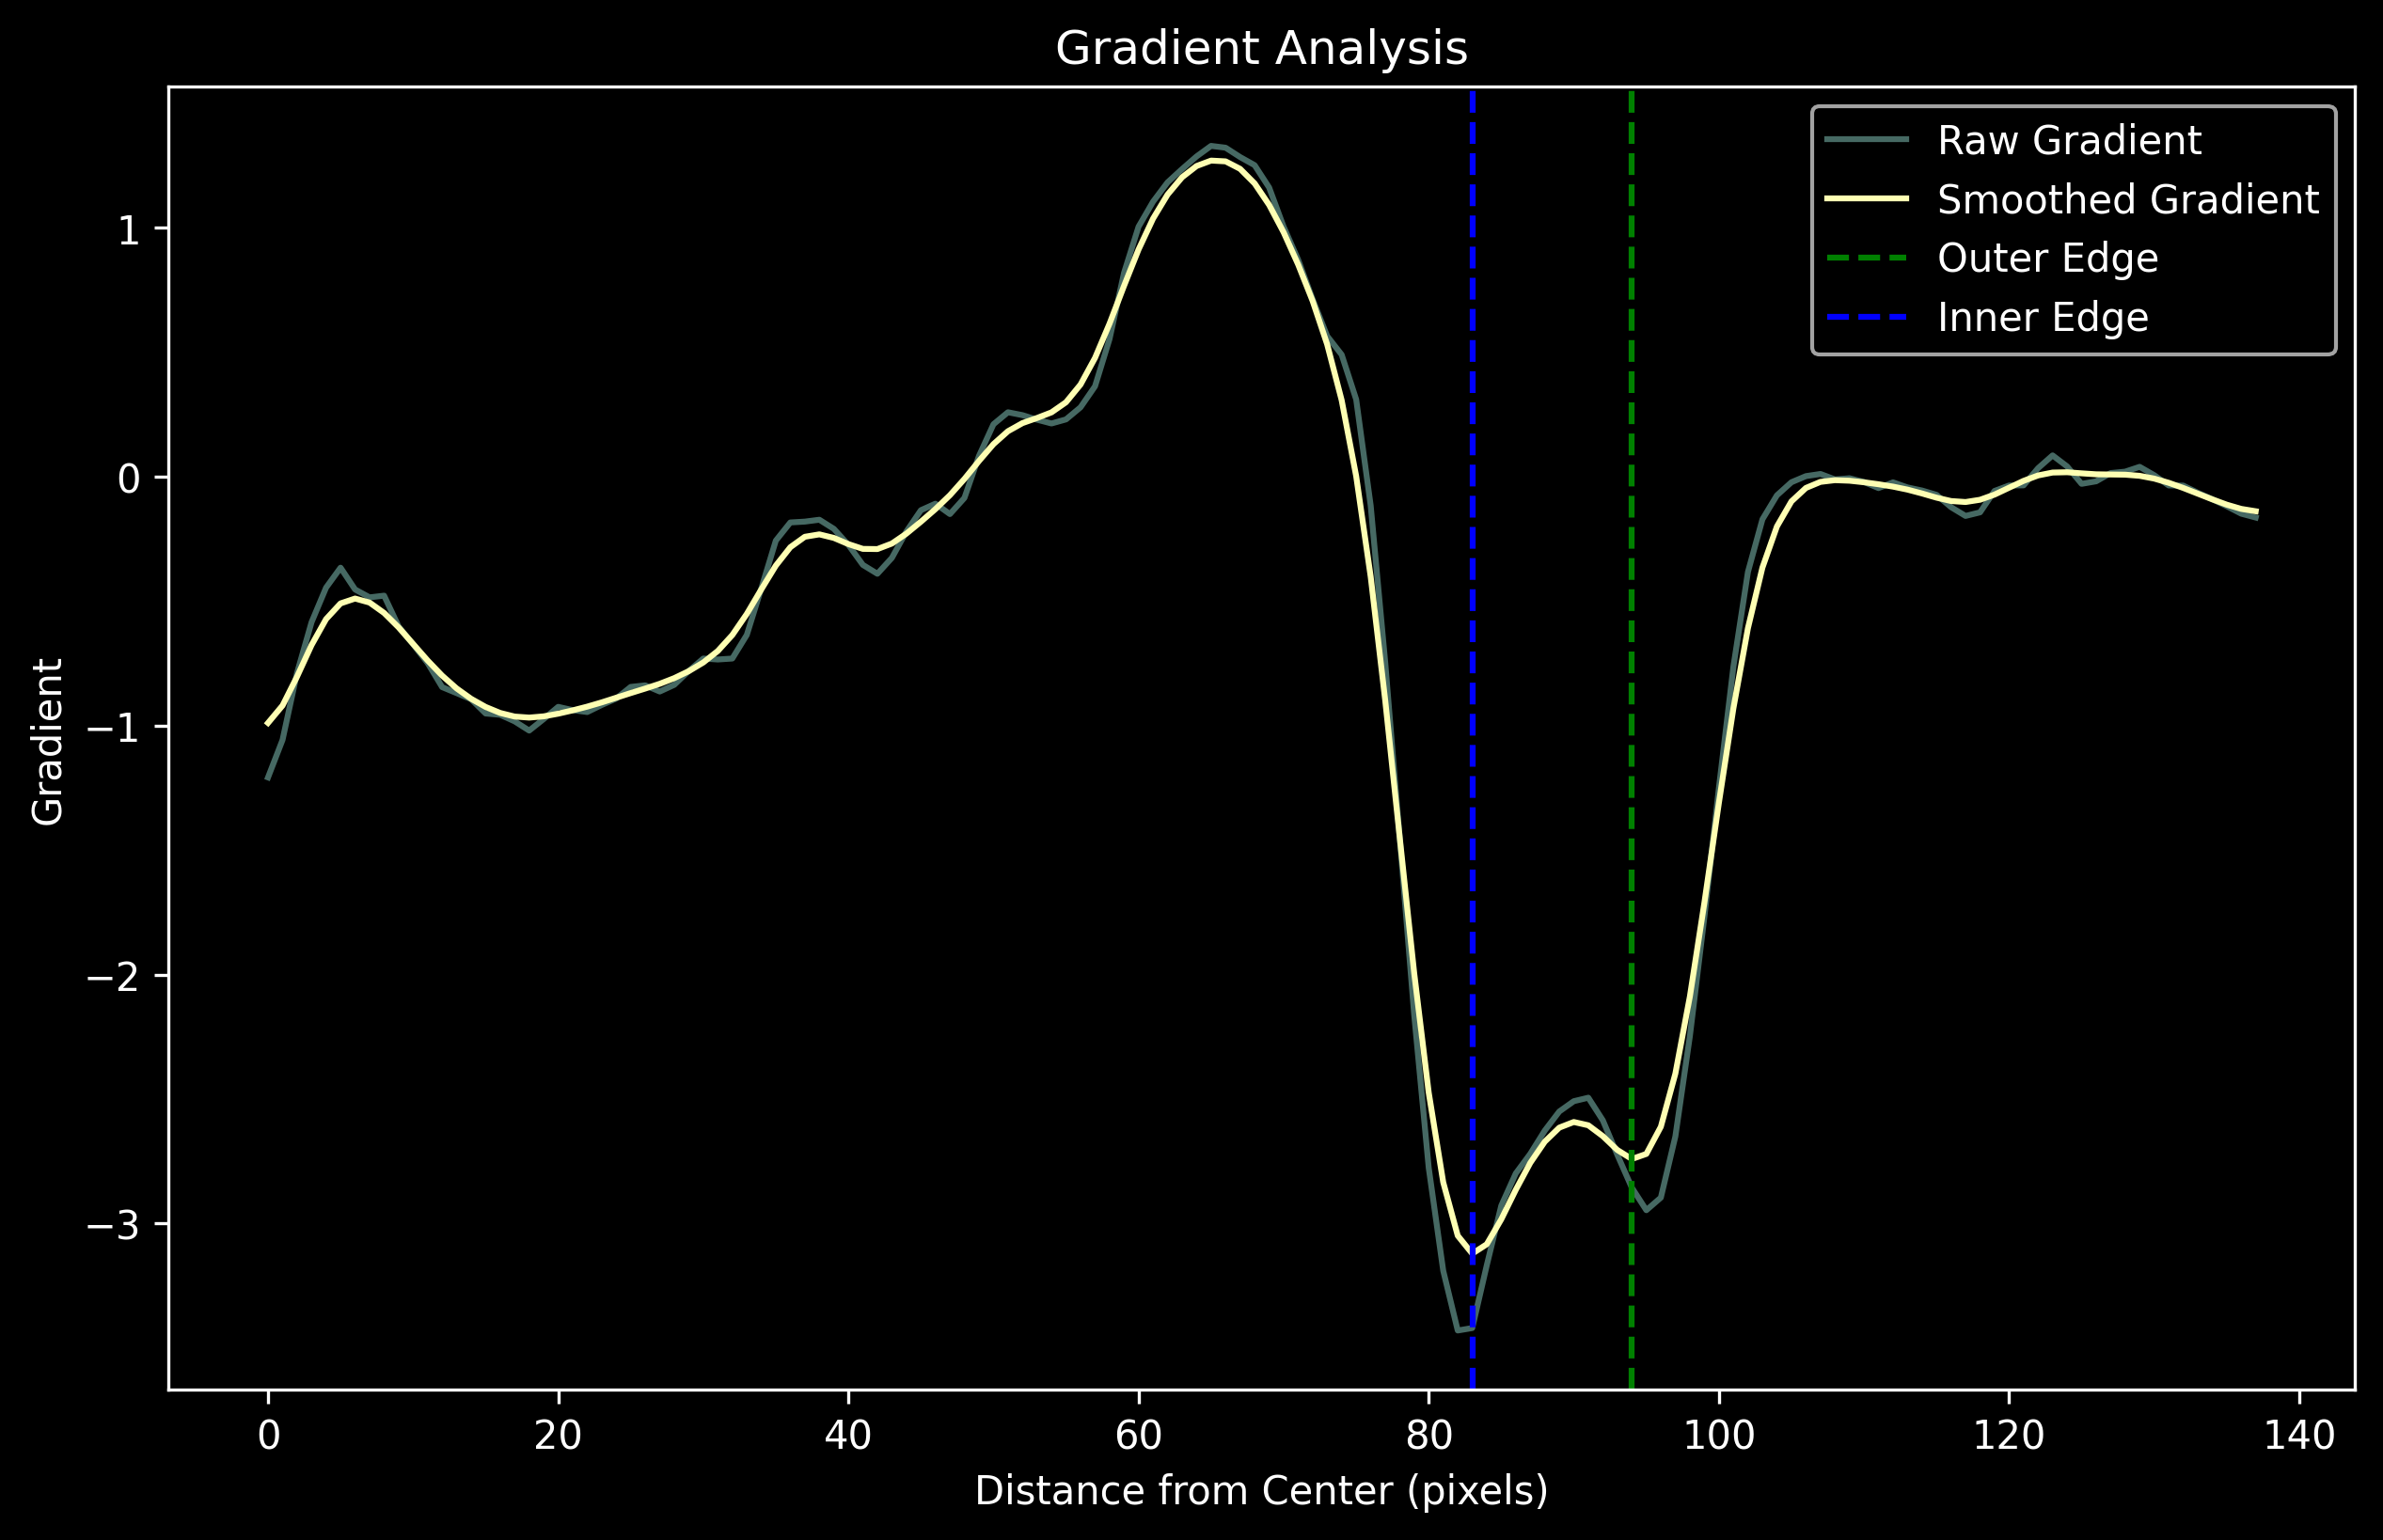 Gradient Analysis
Raw Gradient
Smoothed Gradient
Outer Edge
Inner Edge
1
0
−1
−2
−3
Gradient
0 20 40 60 80 100 120 140
Distance from Center (pixels)